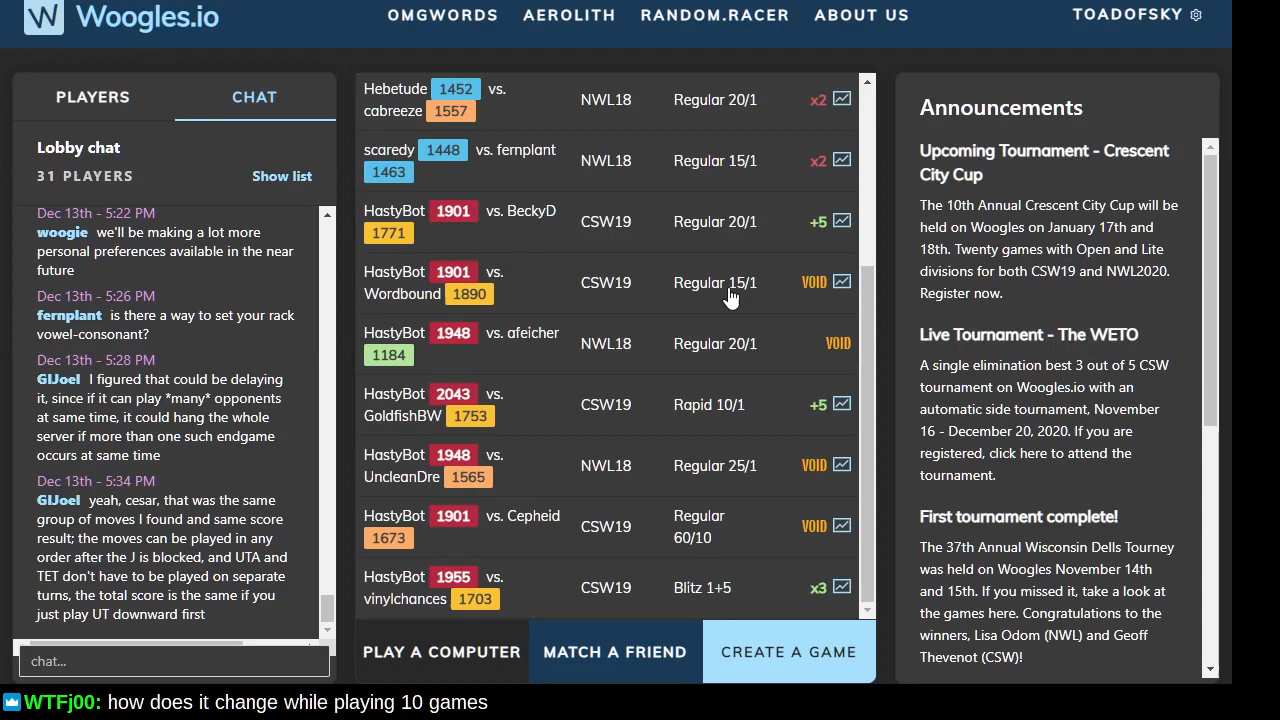 W Woogles.io
OMGWORDS AEROLITH RANDOM.RACER ABOUT US
TOADOFSKY
PLAYERS CHAT
Lobby chat
31 PLAYERS Show list
Dec 13th - 5:22 PM
woogie we'll be making a lot more
personal preferences available in the near
future
Dec 13th - 5:26 PM
fernplant is there a way to set your rack
vowel-consonant?
Dec 13th - 5:28 PM
GIJoel I figured that could be delaying
it, since if it can play *many* opponents
at same time, it could hang the whole
server if more than one such endgame
occurs at same time
Dec 13th - 5:34 PM
GIJoel yeah, cesar, that was the same
group of moves I found and same score
result; the moves can be played in any
order after the J is blocked, and UTA and
TET don't have to be played on separate
turns, the total score is the same if you
just play UT downward first
chat...
Hebetude 1452 vs.
cabreeze 1557
NWL18 Regular 20/1 x2
scaredy 1448 vs. fernplant
1463
NWL18 Regular 15/1 x2
HastyBot 1901 vs. BeckyD
1771
CSW19 Regular 20/1 +5
HastyBot 1901 vs.
Wordbound 1890
CSW19 Regular 15/1 VOID
HastyBot 1948 vs. afeicher
1184
NWL18 Regular 20/1 VOID
HastyBot 2043 vs.
GoldfishBW 1753
CSW19 Rapid 10/1 +5
HastyBot 1948 vs.
UncleanDre 1565
NWL18 Regular 25/1 VOID
HastyBot 1901 vs. Cepheid
1673
CSW19 Regular
60/10 VOID
HastyBot 1955 vs.
vinylchances 1703
CSW19 Blitz 1+5 x3
PLAY A COMPUTER MATCH A FRIEND CREATE A GAME
Announcements
Upcoming Tournament - Crescent
City Cup
The 10th Annual Crescent City Cup will be
held on Woogles on January 17th and
18th. Twenty games with Open and Lite
divisions for both CSW19 and NWL2020.
Register now.
Live Tournament - The WETO
A single elimination best 3 out of 5 CSW
tournament on Woogles.io with an
automatic side tournament, November
16 - December 20, 2020. If you are
registered, click here to attend the
tournament.
First tournament complete!
The 37th Annual Wisconsin Dells Tourney
was held on Woogles November 14th
and 15th. If you missed it, take a look at
the games here. Congratulations to the
winners, Lisa Odom (NWL) and Geoff
Thevenot (CSW)!
WTFj00: how does it change while playing 10 games